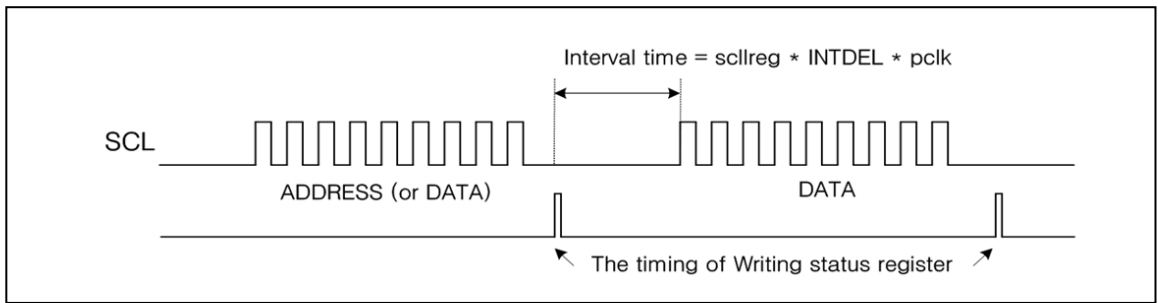 Interval time = scllreg * INTDEL * pclk
SCL
ADDRESS (or DATA)
DATA
The timing of Writing status register